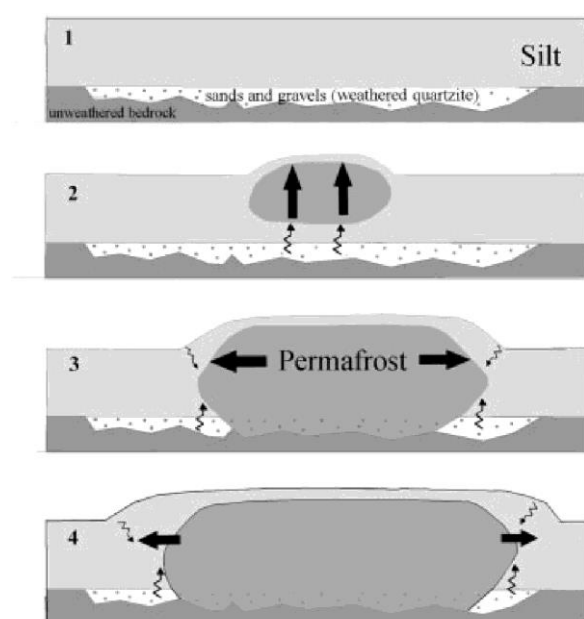 1
Silt
sands and gravels (weathered quartzite)
unweathered bedrock
2
3
Permafrost
4